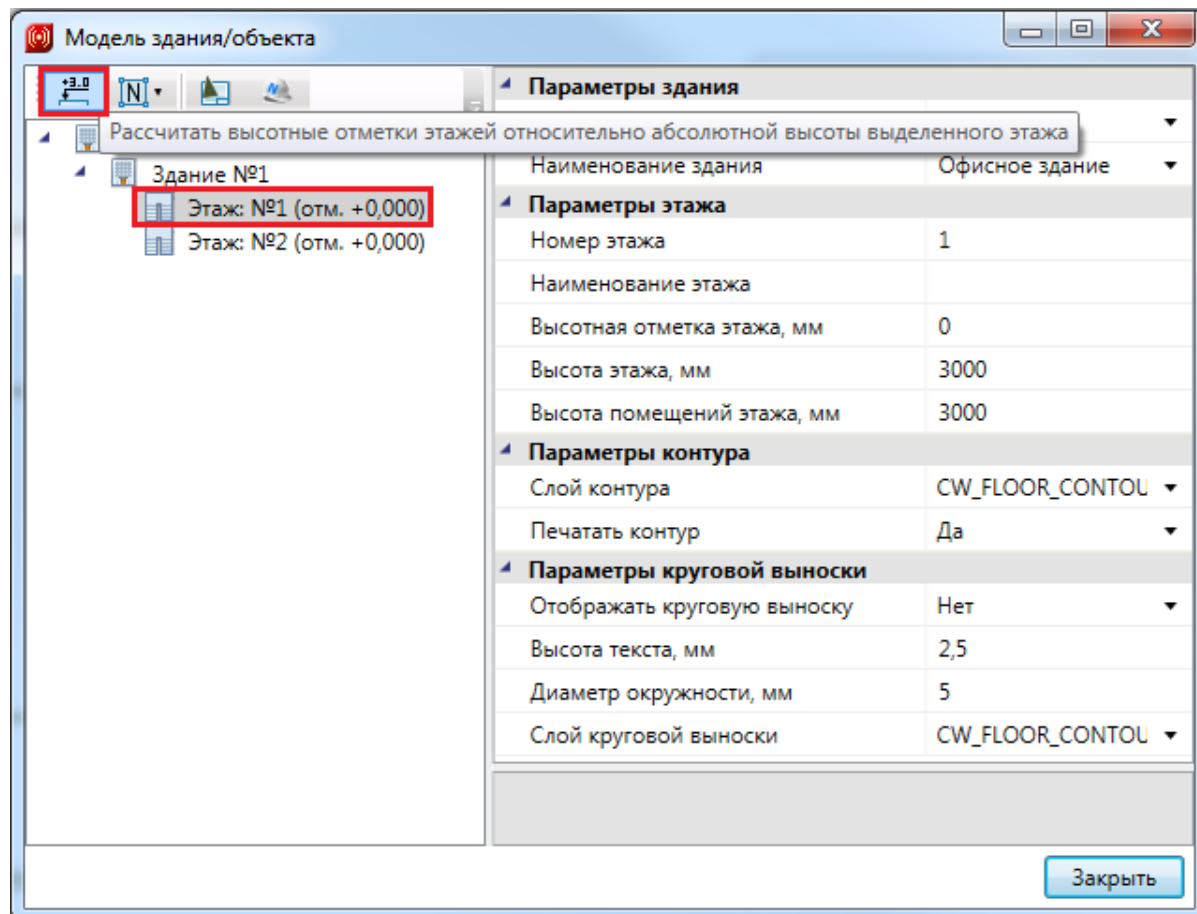 Модель здания/объекта
+3.0
N
Параметры здания
Рассчитать высотные отметки этажей относительно абсолютной высоты выделенного этажа
Здание №1
Наименование здания Офисное здание
Этаж: №1 (отм. +0,000)
Параметры этажа
Этаж: №2 (отм. +0,000)
Номер этажа 1
Наименование этажа
Высотная отметка этажа, мм 0
Высота этажа, мм 3000
Высота помещений этажа, мм 3000
Параметры контура
Слой контура CW_FLOOR_CONTOU
Печатать контур Да
Параметры круговой выноски
Отображать круговую выноску Нет
Высота текста, мм 2,5
Диаметр окружности, мм 5
Слой круговой выноски CW_FLOOR_CONTOU
Закрыть